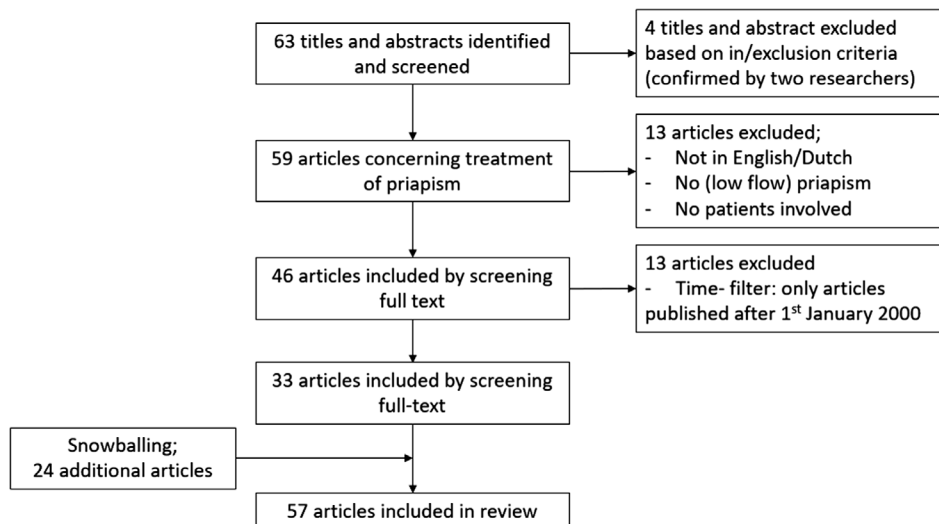 63 titles and abstracts identified
and screened
4 titles and abstract excluded
based on in/exclusion criteria
(confirmed by two researchers)
59 articles concerning treatment
of priapism
13 articles excluded;
- Not in English/Dutch
- No (low flow) priapism
- No patients involved
46 articles included by screening
full text
13 articles excluded
- Time- filter: only articles
published after 1st January 2000
33 articles included by screening
full-text
Snowballing;
24 additional articles
57 articles included in review